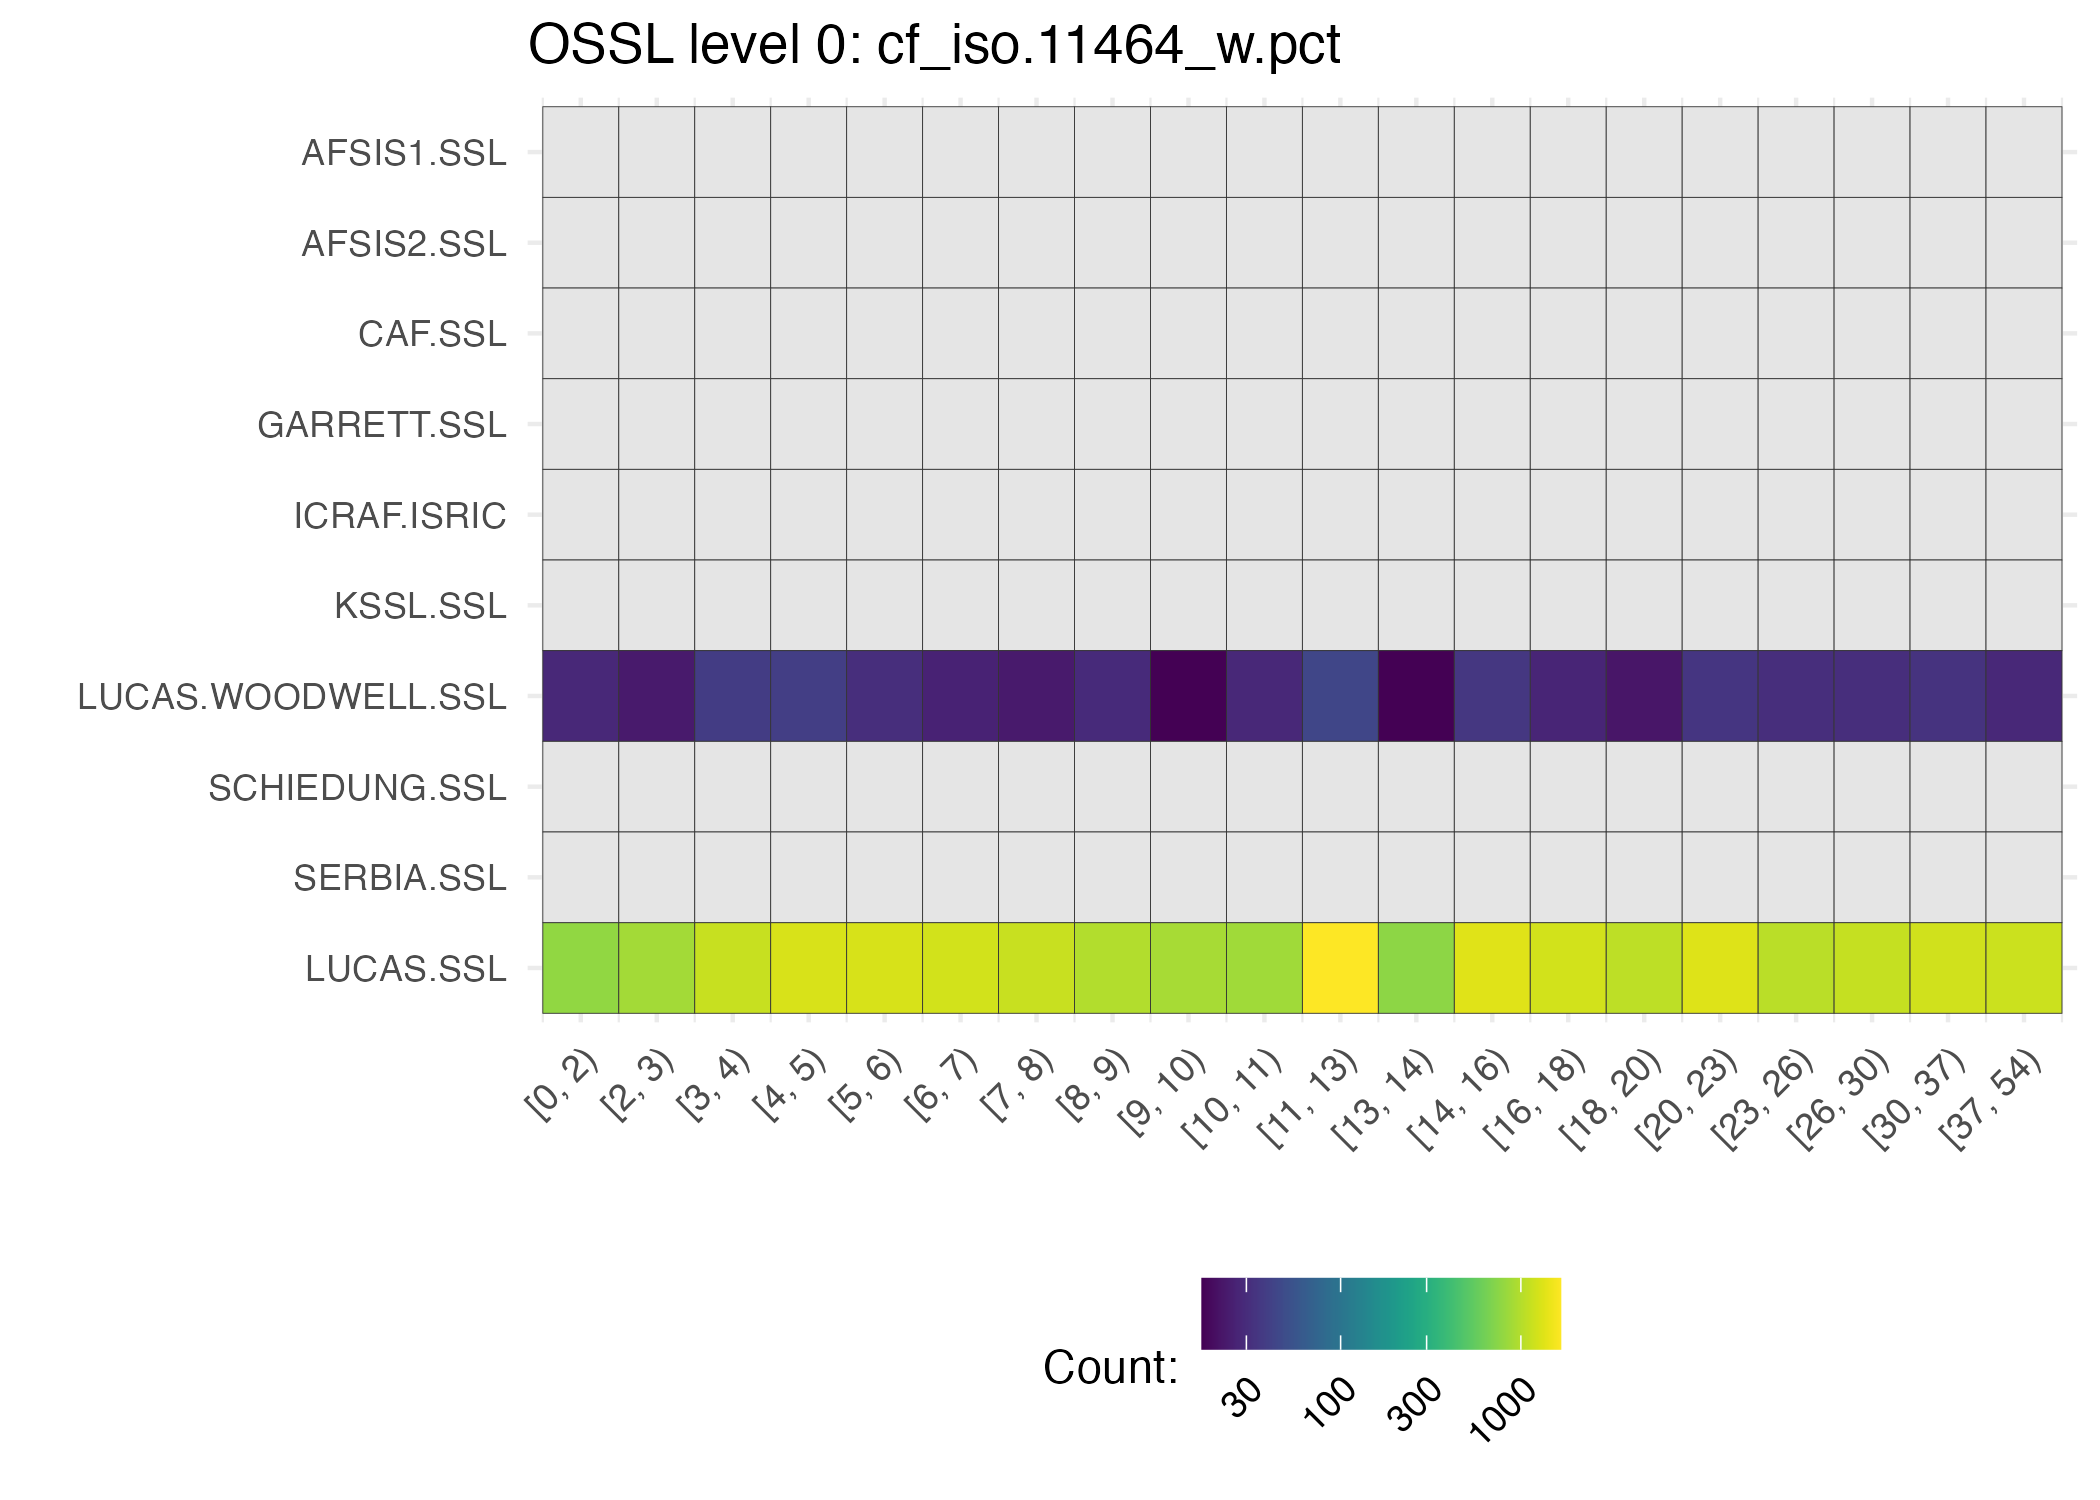 OSSL level 0: cf_iso.11464_w.pct
AFSIS1.SSL
AFSIS2.SSL
CAF.SSL
GARRETT.SSL
ICRAF.ISRIC
KSSL.SSL
LUCAS.WOODWELL.SSL
SCHIEDUNG.SSL
SERBIA.SSL
LUCAS.SSL
[0, 2)
[2, 3)
[3, 4)
[4, 5)
[5, 6)
[6, 7)
[7, 8)
[8, 9)
[9, 10)
[10, 11)
[11, 13)
[13, 14)
[14, 16)
[16, 18)
[18, 20)
[20, 23)
[23, 26)
[26, 30)
[30, 37)
[37, 54)
Count:
30
100
300
1000